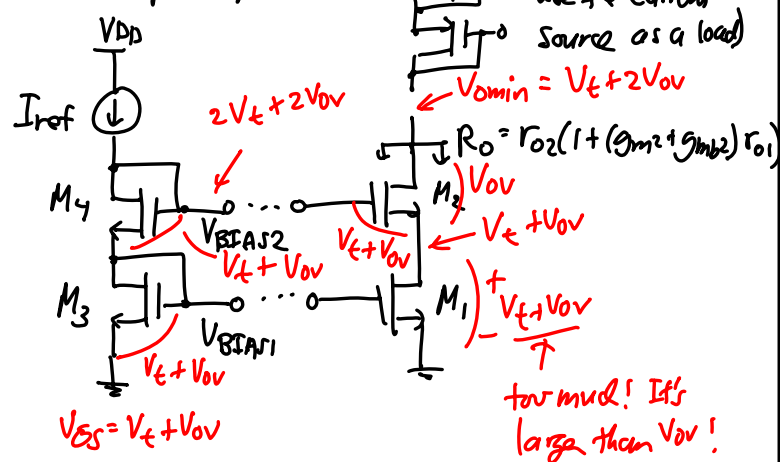 source as a load)
VDD
Vomin = Vt + 2Vov
2Vt + 2Vov
Iref
Ro = ro2(1 + (gm2 + gmb2) ro1)
M4
M2
Vov
VBIAS2
Vt + Vov
Vt + Vov
Vt + Vov
M3
M1
+
Vt + Vov
−
VBIAS1
Vt + Vov
too much! It's
VGS = Vt + Vov
large than Vov!